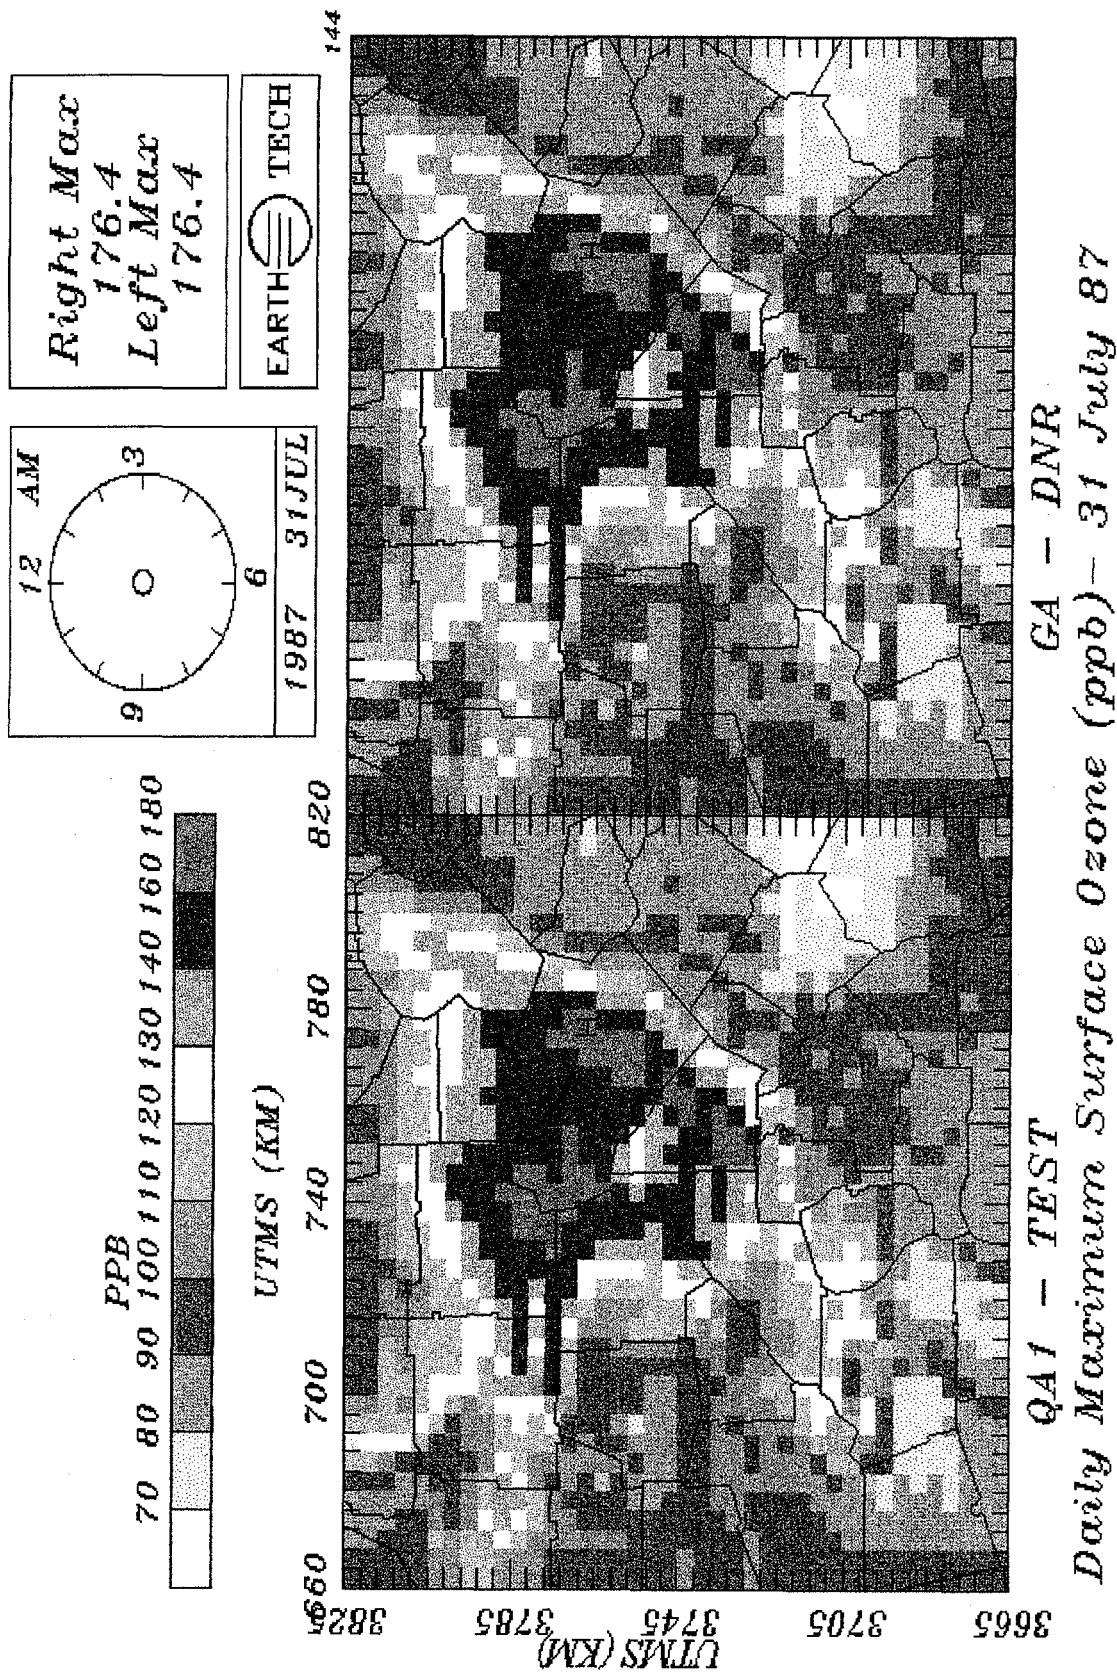 PPB
70 80 90 100 110 120 130 140 160 180
12 AM
9 3
6
1987 31JUL
Right Max
176.4
Left Max
176.4
EARTH TECH
UTMS (KM)
660 700 740 780 820
144
3825
3785
3745
3705
3665
UTMS (KM)
QA1 - TEST
GA - DNR
Daily Maximum Surface Ozone (ppb)- 31 July 87